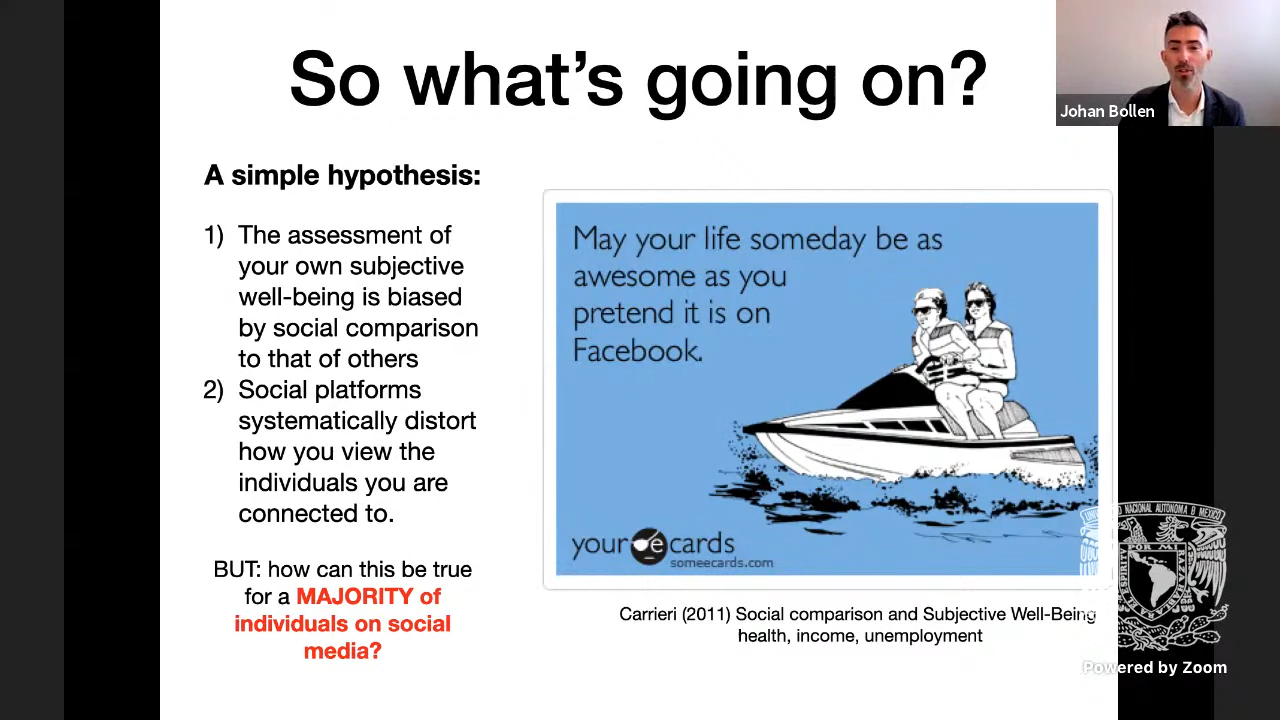 So what's going on?
Johan Bollen
A simple hypothesis:
1) The assessment of
your own subjective
well-being is biased
by social comparison
to that of others
2) Social platforms
systematically distort
how you view the
individuals you are
connected to.
BUT: how can this be true
for a MAJORITY of
individuals on social
media?
May your life someday be as
awesome as you
pretend it is on
Facebook.
your e cards
someecards.com
Carrieri (2011) Social comparison and Subjective Well-Being
health, income, unemployment
Powered by Zoom